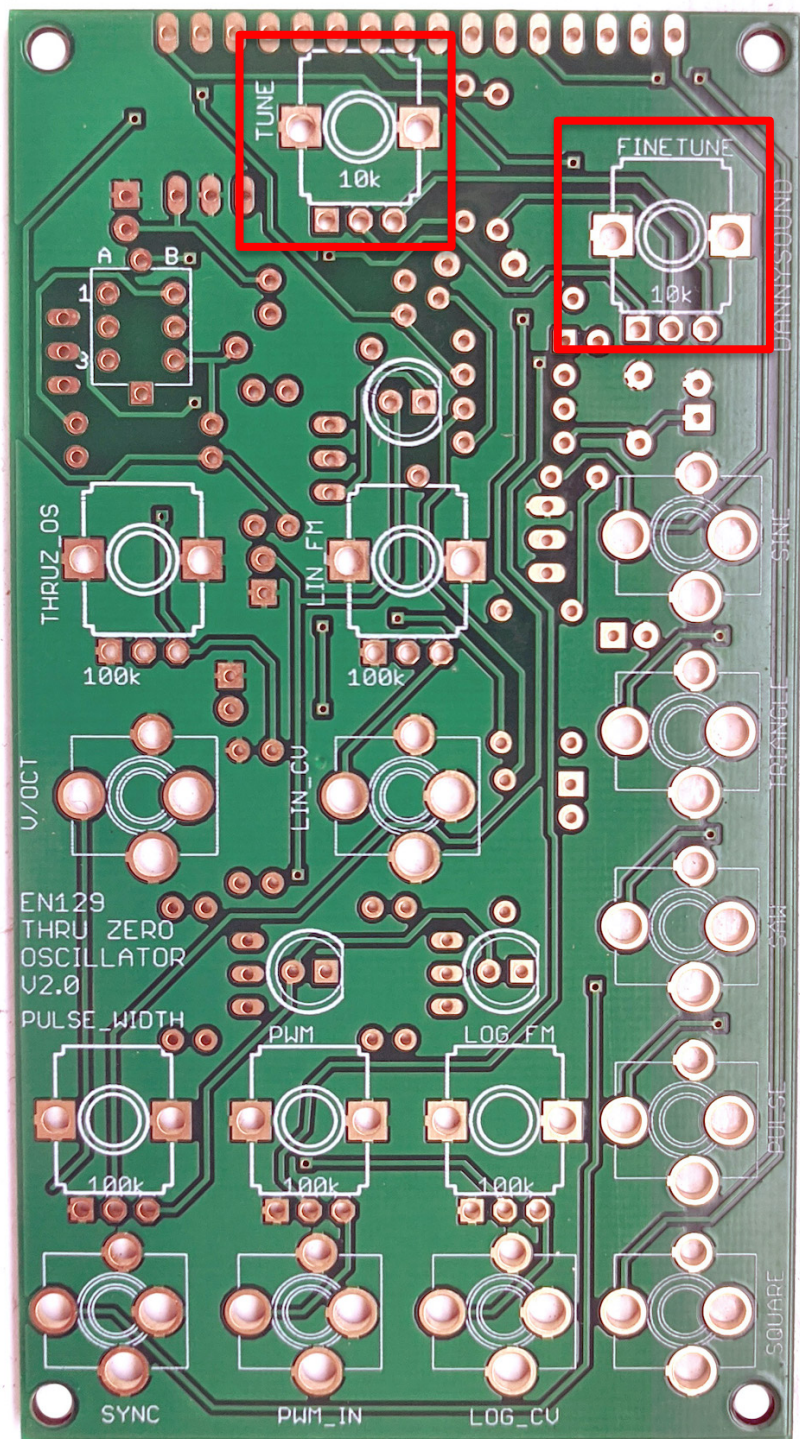 TUNE
10k
FINETUNE
10k
DANNYSOUND
A B
1
3
THRUZ_OS
100k
LIN_FM
100k
SINE
V/OCT
LIN_CV
TRIANGLE
SAW
EN129
THRU ZERO
OSCILLATOR
V2.0
PULSE_WIDTH
PWM
LOG_FM
100k
100k
100k
PULSE
SQUARE
SYNC
PWM_IN
LOG_CV